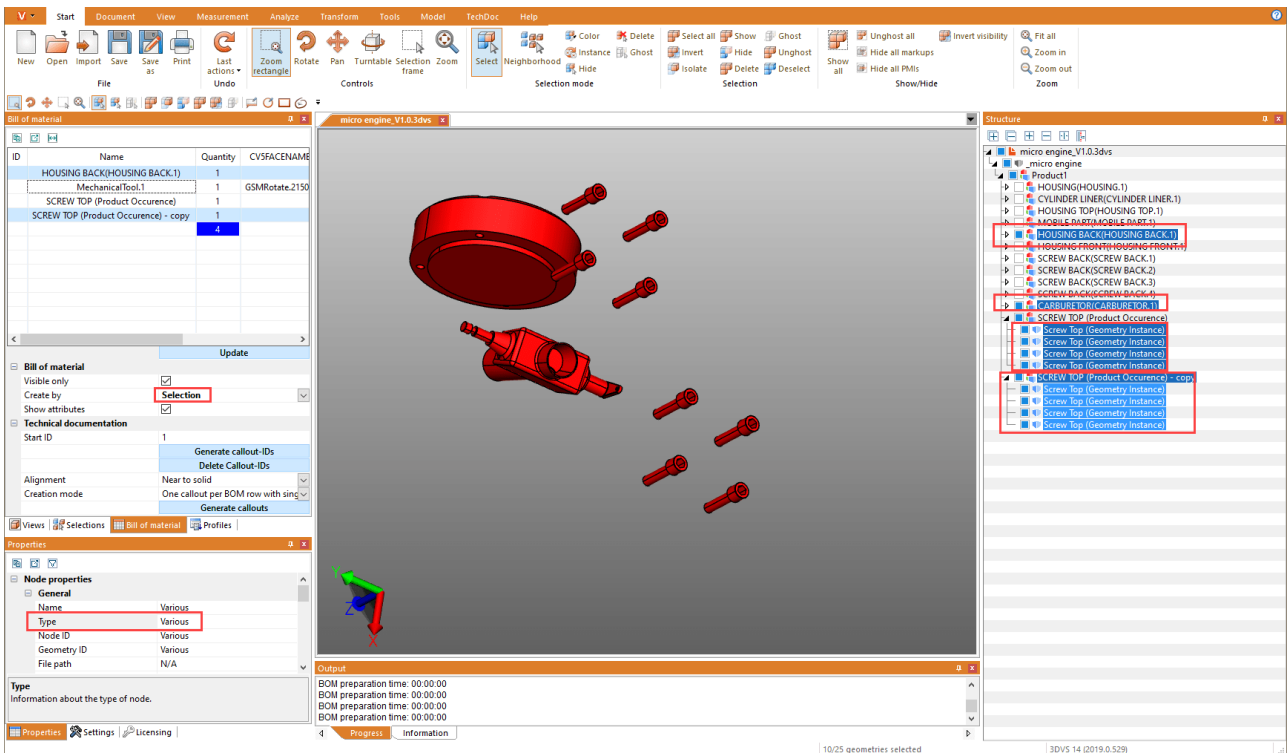 V
Start Document View Measurement Analyze Transform Tools Model TechDoc Help
New Open Import Save Save as Print
File
Last actions
Undo
Zoom rectangle Rotate Pan Turntable Selection frame Zoom
Controls
Select Neighborhood Color Delete
Instance Ghost
Hide
Selection mode
Select all Show Ghost
Invert Hide Unghost
Isolate Delete Deselect
Selection
Show all
Unghost all Invert visibility
Hide all markups
Hide all PMIs
Show/Hide
Fit all
Zoom in
Zoom out
Zoom
Bill of material
ID Name Quantity CV5FACENAME
HOUSING BACK(HOUSING BACK.1) 1
MechanicalTool.1 1 GSMRotate.2150
SCREW TOP (Product Occurence) 1
SCREW TOP (Product Occurence) - copy 1
4
Update
Bill of material
Visible only
Create by Selection
Show attributes
Technical documentation
Start ID 1
Generate callout-IDs
Delete Callout-IDs
Alignment Near to solid
Creation mode One callout per BOM row with sing
Generate callouts
Views Selections Bill of material Profiles
Properties
Node properties
General
Name Various
Type Various
Node ID Various
Geometry ID Various
File path N/A
Type
Information about the type of node.
Properties Settings Licensing
micro engine_V1.0.3dvs
Y
Z
X
Output
BOM preparation time: 00:00:00
BOM preparation time: 00:00:00
BOM preparation time: 00:00:00
BOM preparation time: 00:00:00
Progress Information
Structure
micro engine_V1.0.3dvs
_micro engine
Product1
HOUSING(HOUSING.1)
CYLINDER LINER(CYLINDER LINER.1)
HOUSING TOP(HOUSING TOP.1)
MOBILE PART(MOBILE PART.1)
HOUSING BACK(HOUSING BACK.1)
HOUSING FRONT(HOUSING FRONT.1)
SCREW BACK(SCREW BACK.1)
SCREW BACK(SCREW BACK.2)
SCREW BACK(SCREW BACK.3)
SCREW BACK(SCREW BACK.4)
CARBURETOR(CARBURETOR.1)
SCREW TOP (Product Occurence)
Screw Top (Geometry Instance)
Screw Top (Geometry Instance)
Screw Top (Geometry Instance)
Screw Top (Geometry Instance)
SCREW TOP (Product Occurence) - copy
Screw Top (Geometry Instance)
Screw Top (Geometry Instance)
Screw Top (Geometry Instance)
Screw Top (Geometry Instance)
10/25 geometries selected
3DVS 14 (2019.0.529)